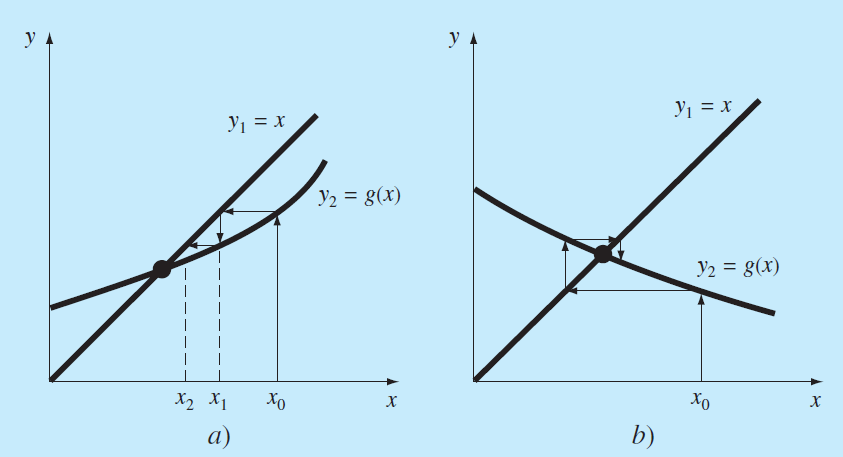 y
y₁ = x
y₂ = g(x)
x₂ x₁ x₀ x
a)
y
y₁ = x
y₂ = g(x)
x₀ x
b)